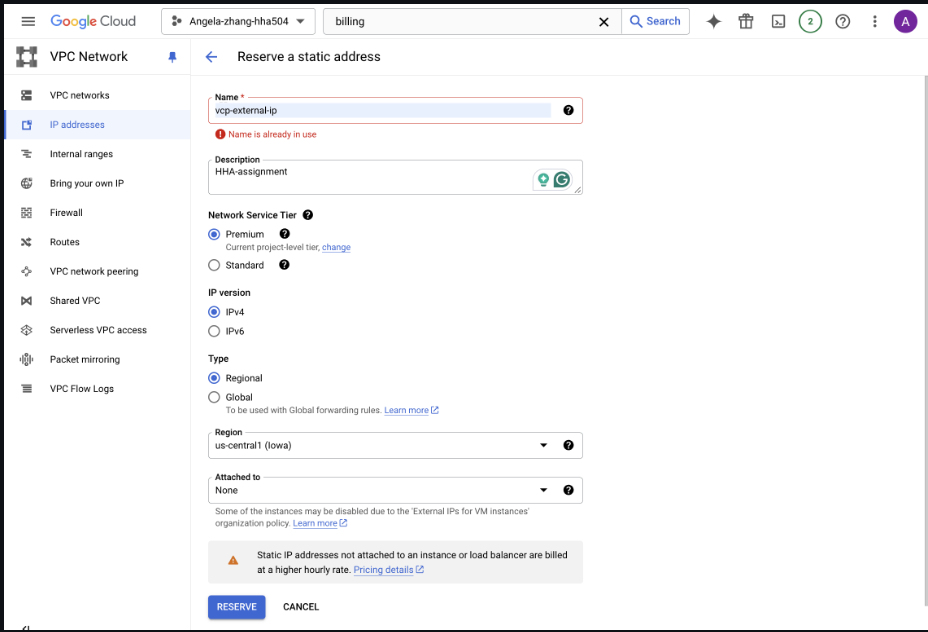 Google Cloud
Angela-zhang-hha504
billing
Search
2
A
VPC Network
Reserve a static address
VPC networks
IP addresses
Internal ranges
Bring your own IP
Firewall
Routes
VPC network peering
Shared VPC
Serverless VPC access
Packet mirroring
VPC Flow Logs
Name *
vcp-external-ip
Name is already in use
Description
HHA-assignment
Network Service Tier
Premium
Current project-level tier, change
Standard
IP version
IPv4
IPv6
Type
Regional
Global
To be used with Global forwarding rules. Learn more
Region
us-central1 (Iowa)
Attached to
None
Some of the instances may be disabled due to the 'External IPs for VM instances'
organization policy. Learn more
Static IP addresses not attached to an instance or load balancer are billed
at a higher hourly rate. Pricing details
RESERVE
CANCEL